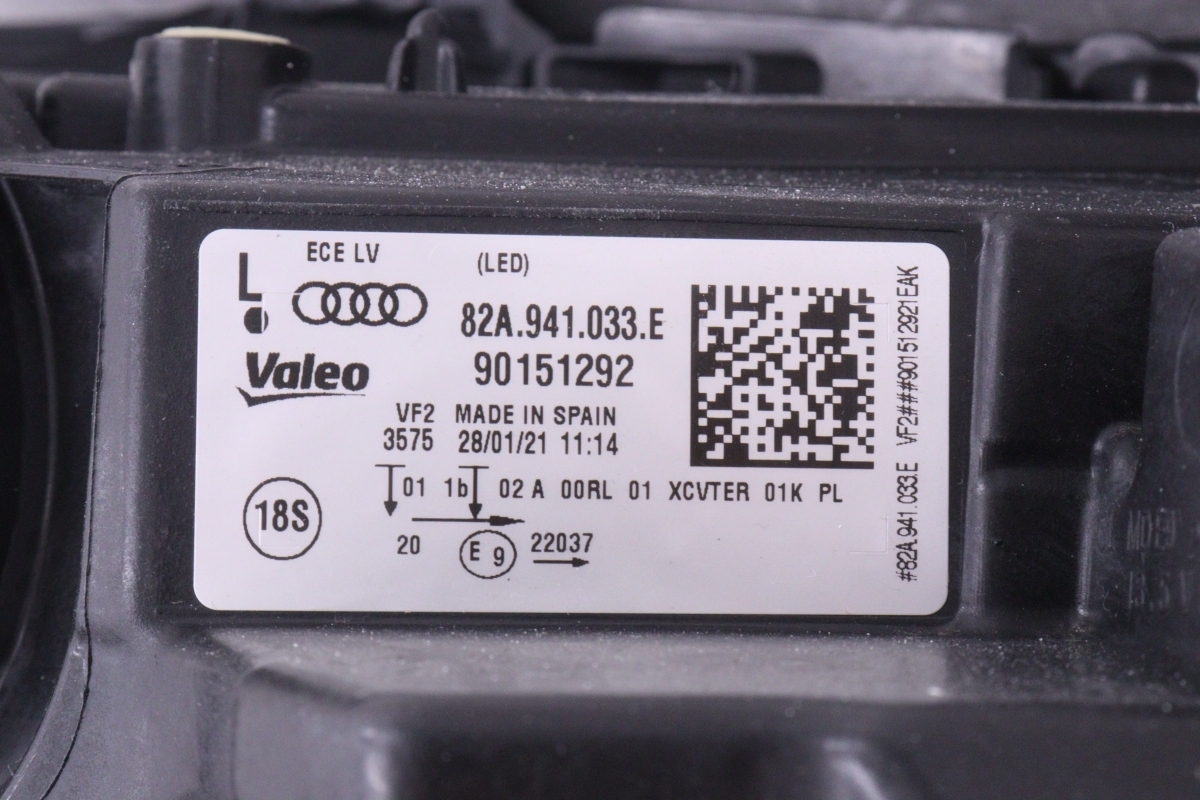 L ECE LV (LED)
82A.941.033.E
Valeo 90151292
VF2 MADE IN SPAIN
3575 28/01/21 11:14
18S
01 1b 02 A 00RL 01 XCVTER 01K PL
20 E 9 22037
#82A.941.033.E VF2###901512921EAK